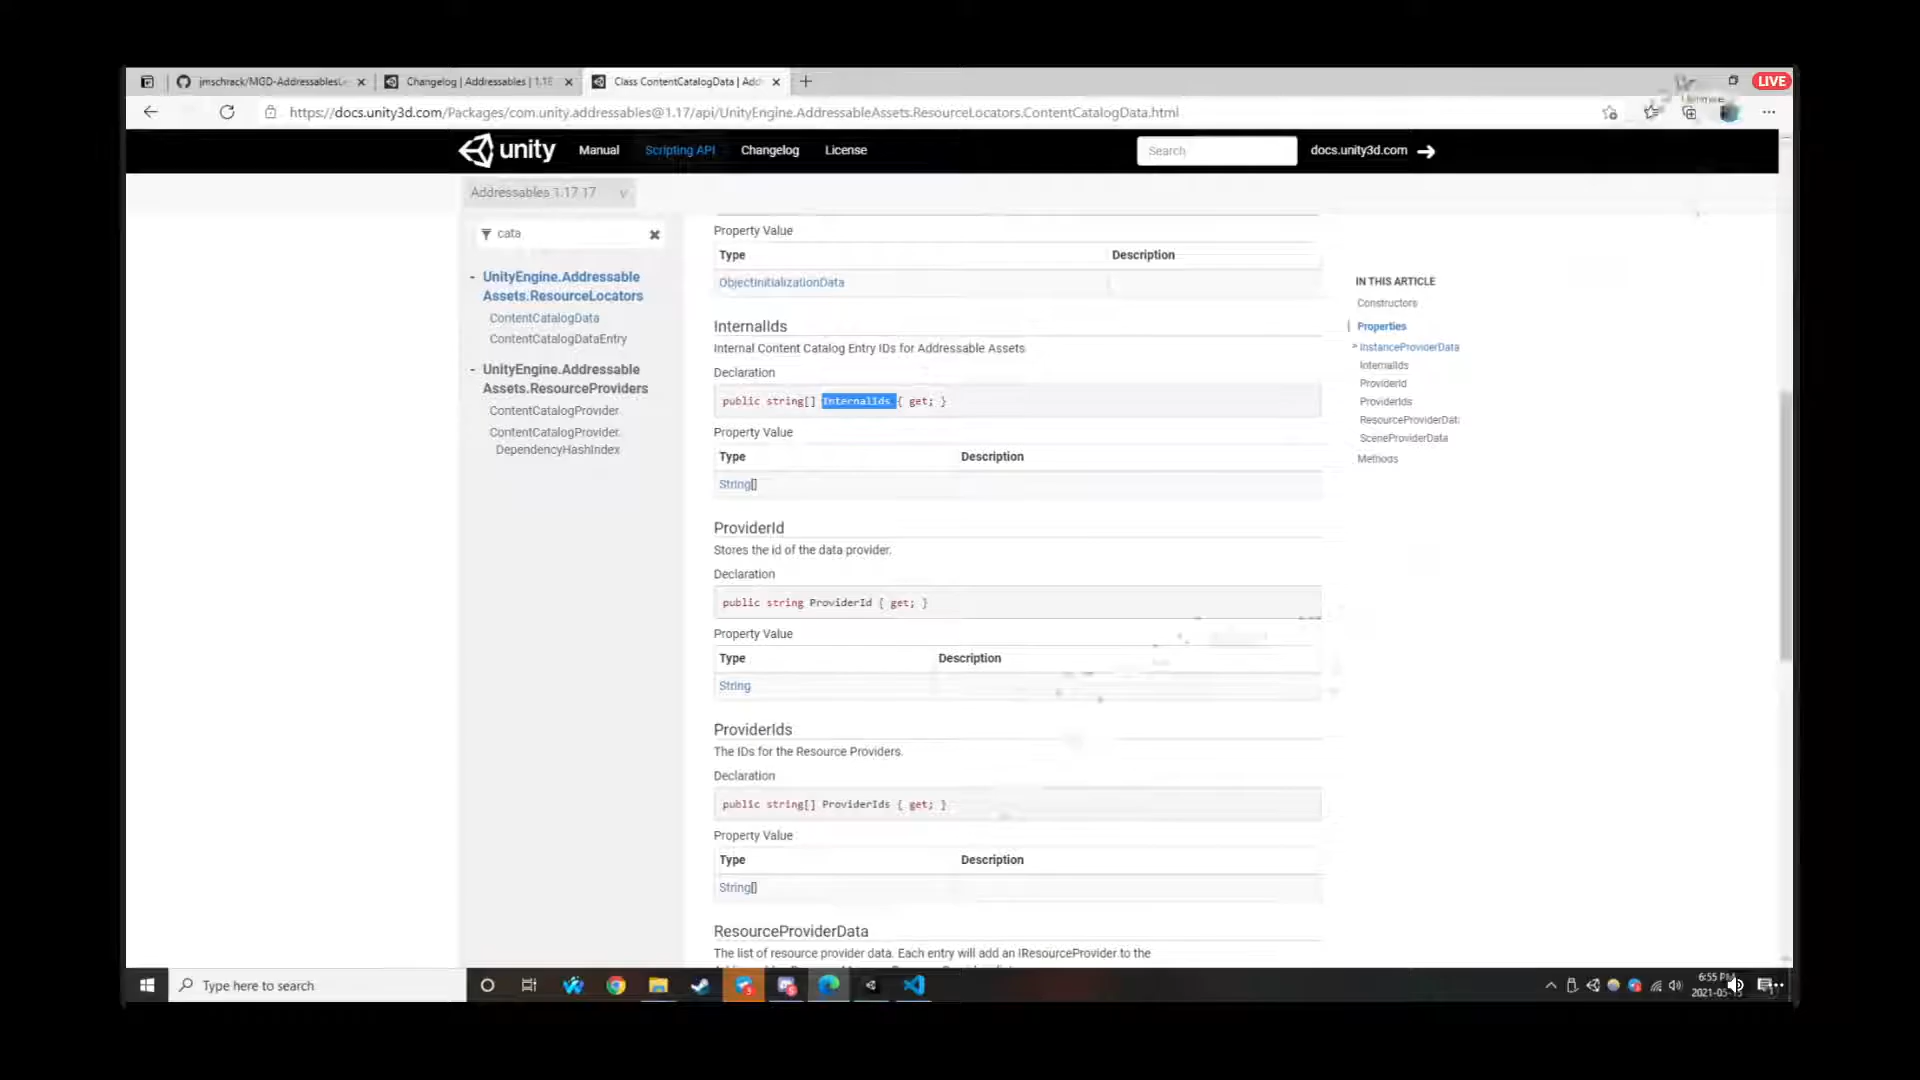 jmschrack/MGD-Addressables
Changelog | Addressables | 1.1
Class ContentCatalogData | Add
LIVE
https://docs.unity3d.com/Packages/com.unity.addressables@1.17/api/UnityEngine.AddressableAssets.ResourceLocators.ContentCatalogData.html
unity
Manual
Scripting API
Changelog
License
Search
docs.unity3d.com
Addressables 1.17.17
cata
- UnityEngine.Addressable
Assets.ResourceLocators
ContentCatalogData
ContentCatalogDataEntry
- UnityEngine.Addressable
Assets.ResourceProviders
ContentCatalogProvider
ContentCatalogProvider.
DependencyHashIndex
Property Value
Type Description
ObjectInitializationData
InternalIds
Internal Content Catalog Entry IDs for Addressable Assets
Declaration
public string[] InternalIds { get; }
Property Value
Type Description
String[]
ProviderId
Stores the id of the data provider.
Declaration
public string ProviderId { get; }
Property Value
Type Description
String
ProviderIds
The IDs for the Resource Providers.
Declaration
public string[] ProviderIds { get; }
Property Value
Type Description
String[]
ResourceProviderData
The list of resource provider data. Each entry will add an IResourceProvider to the
IN THIS ARTICLE
Constructors
Properties
InstanceProviderData
InternalIds
ProviderId
ProviderIds
ResourceProviderDat
SceneProviderData
Methods
Type here to search
6:55 PM
2021-05-